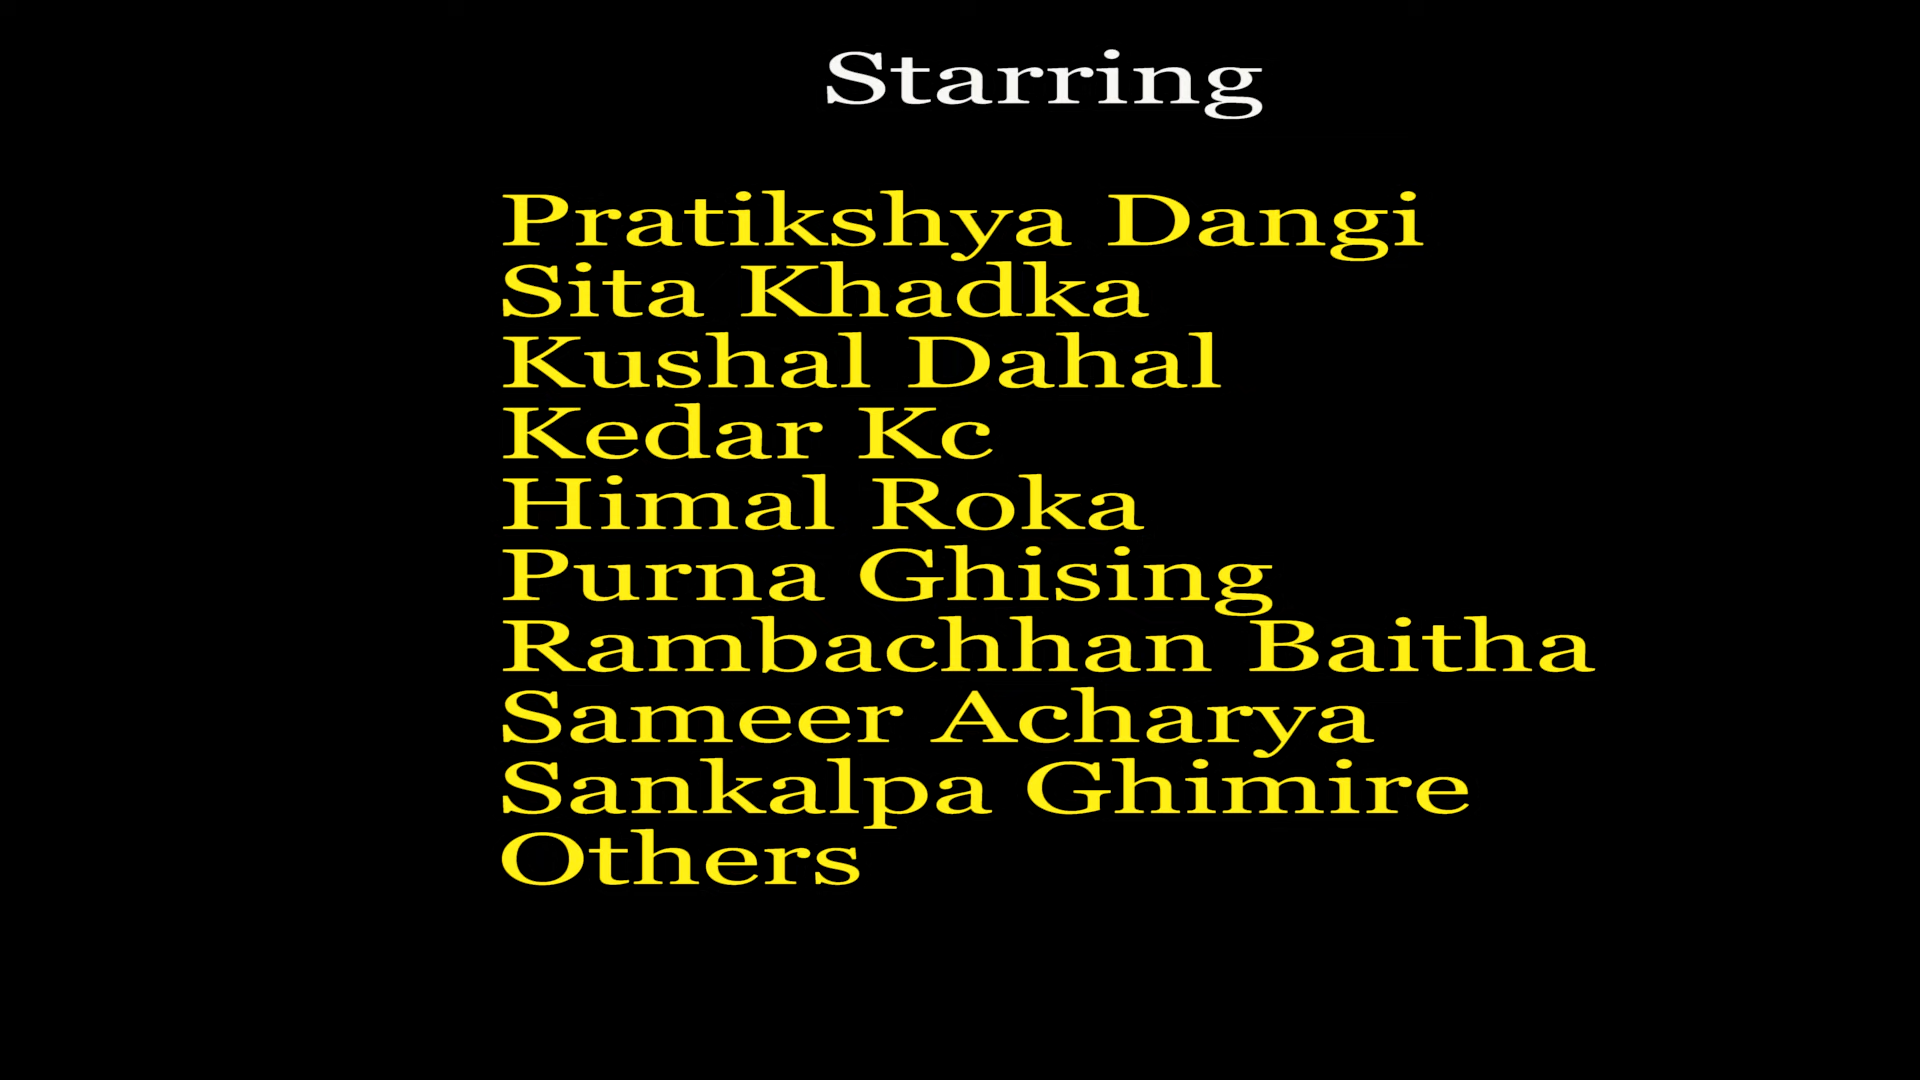 Starring
Pratikshya Dangi
Sita Khadka
Kushal Dahal
Kedar Kc
Himal Roka
Purna Ghising
Rambachhan Baitha
Sameer Acharya
Sankalpa Ghimire
Others